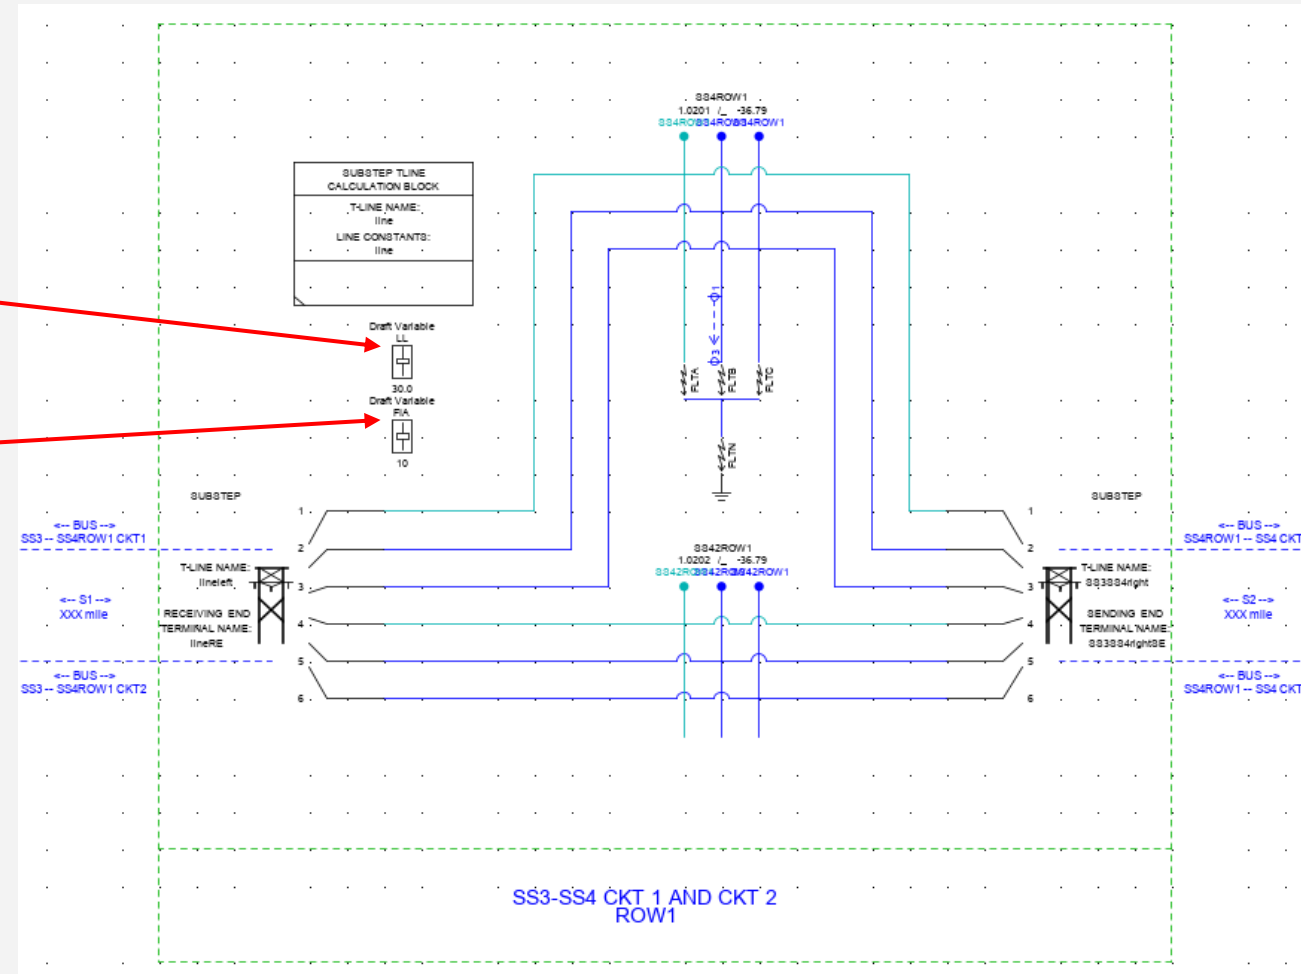 SS4ROW1
1.0201 /_ -36.79
SS4ROW1
SUBSTEP TLINE
CALCULATION BLOCK
T-LINE NAME:
line
LINE CONSTANTS:
line
Draft Variable
LL
30.0
Draft Variable
FIA
10
1
3
FLTA
FLTB
FLTC
FLTN
SUBSTEP
SUBSTEP
<-- BUS -->
SS3 -- SS4ROW1 CKT1
T-LINE NAME:
lineleft
<-- S1 -->
XXX mile
RECEIVING END
TERMINAL NAME:
lineRE
<-- BUS -->
SS3 -- SS4ROW1 CKT2
1
2
3
4
5
6
SS42ROW1
1.0202 /_ -36.79
SS42ROW1
1
2
3
4
5
6
T-LINE NAME:
SS3SS4right
SENDING END
TERMINAL NAME:
SS3SS4rightSE
<-- BUS -->
SS4ROW1 -- SS4 CKT
<-- S2 -->
XXX mile
<-- BUS -->
SS4ROW1 -- SS4 CKT
SS3-SS4 CKT 1 AND CKT 2
ROW1